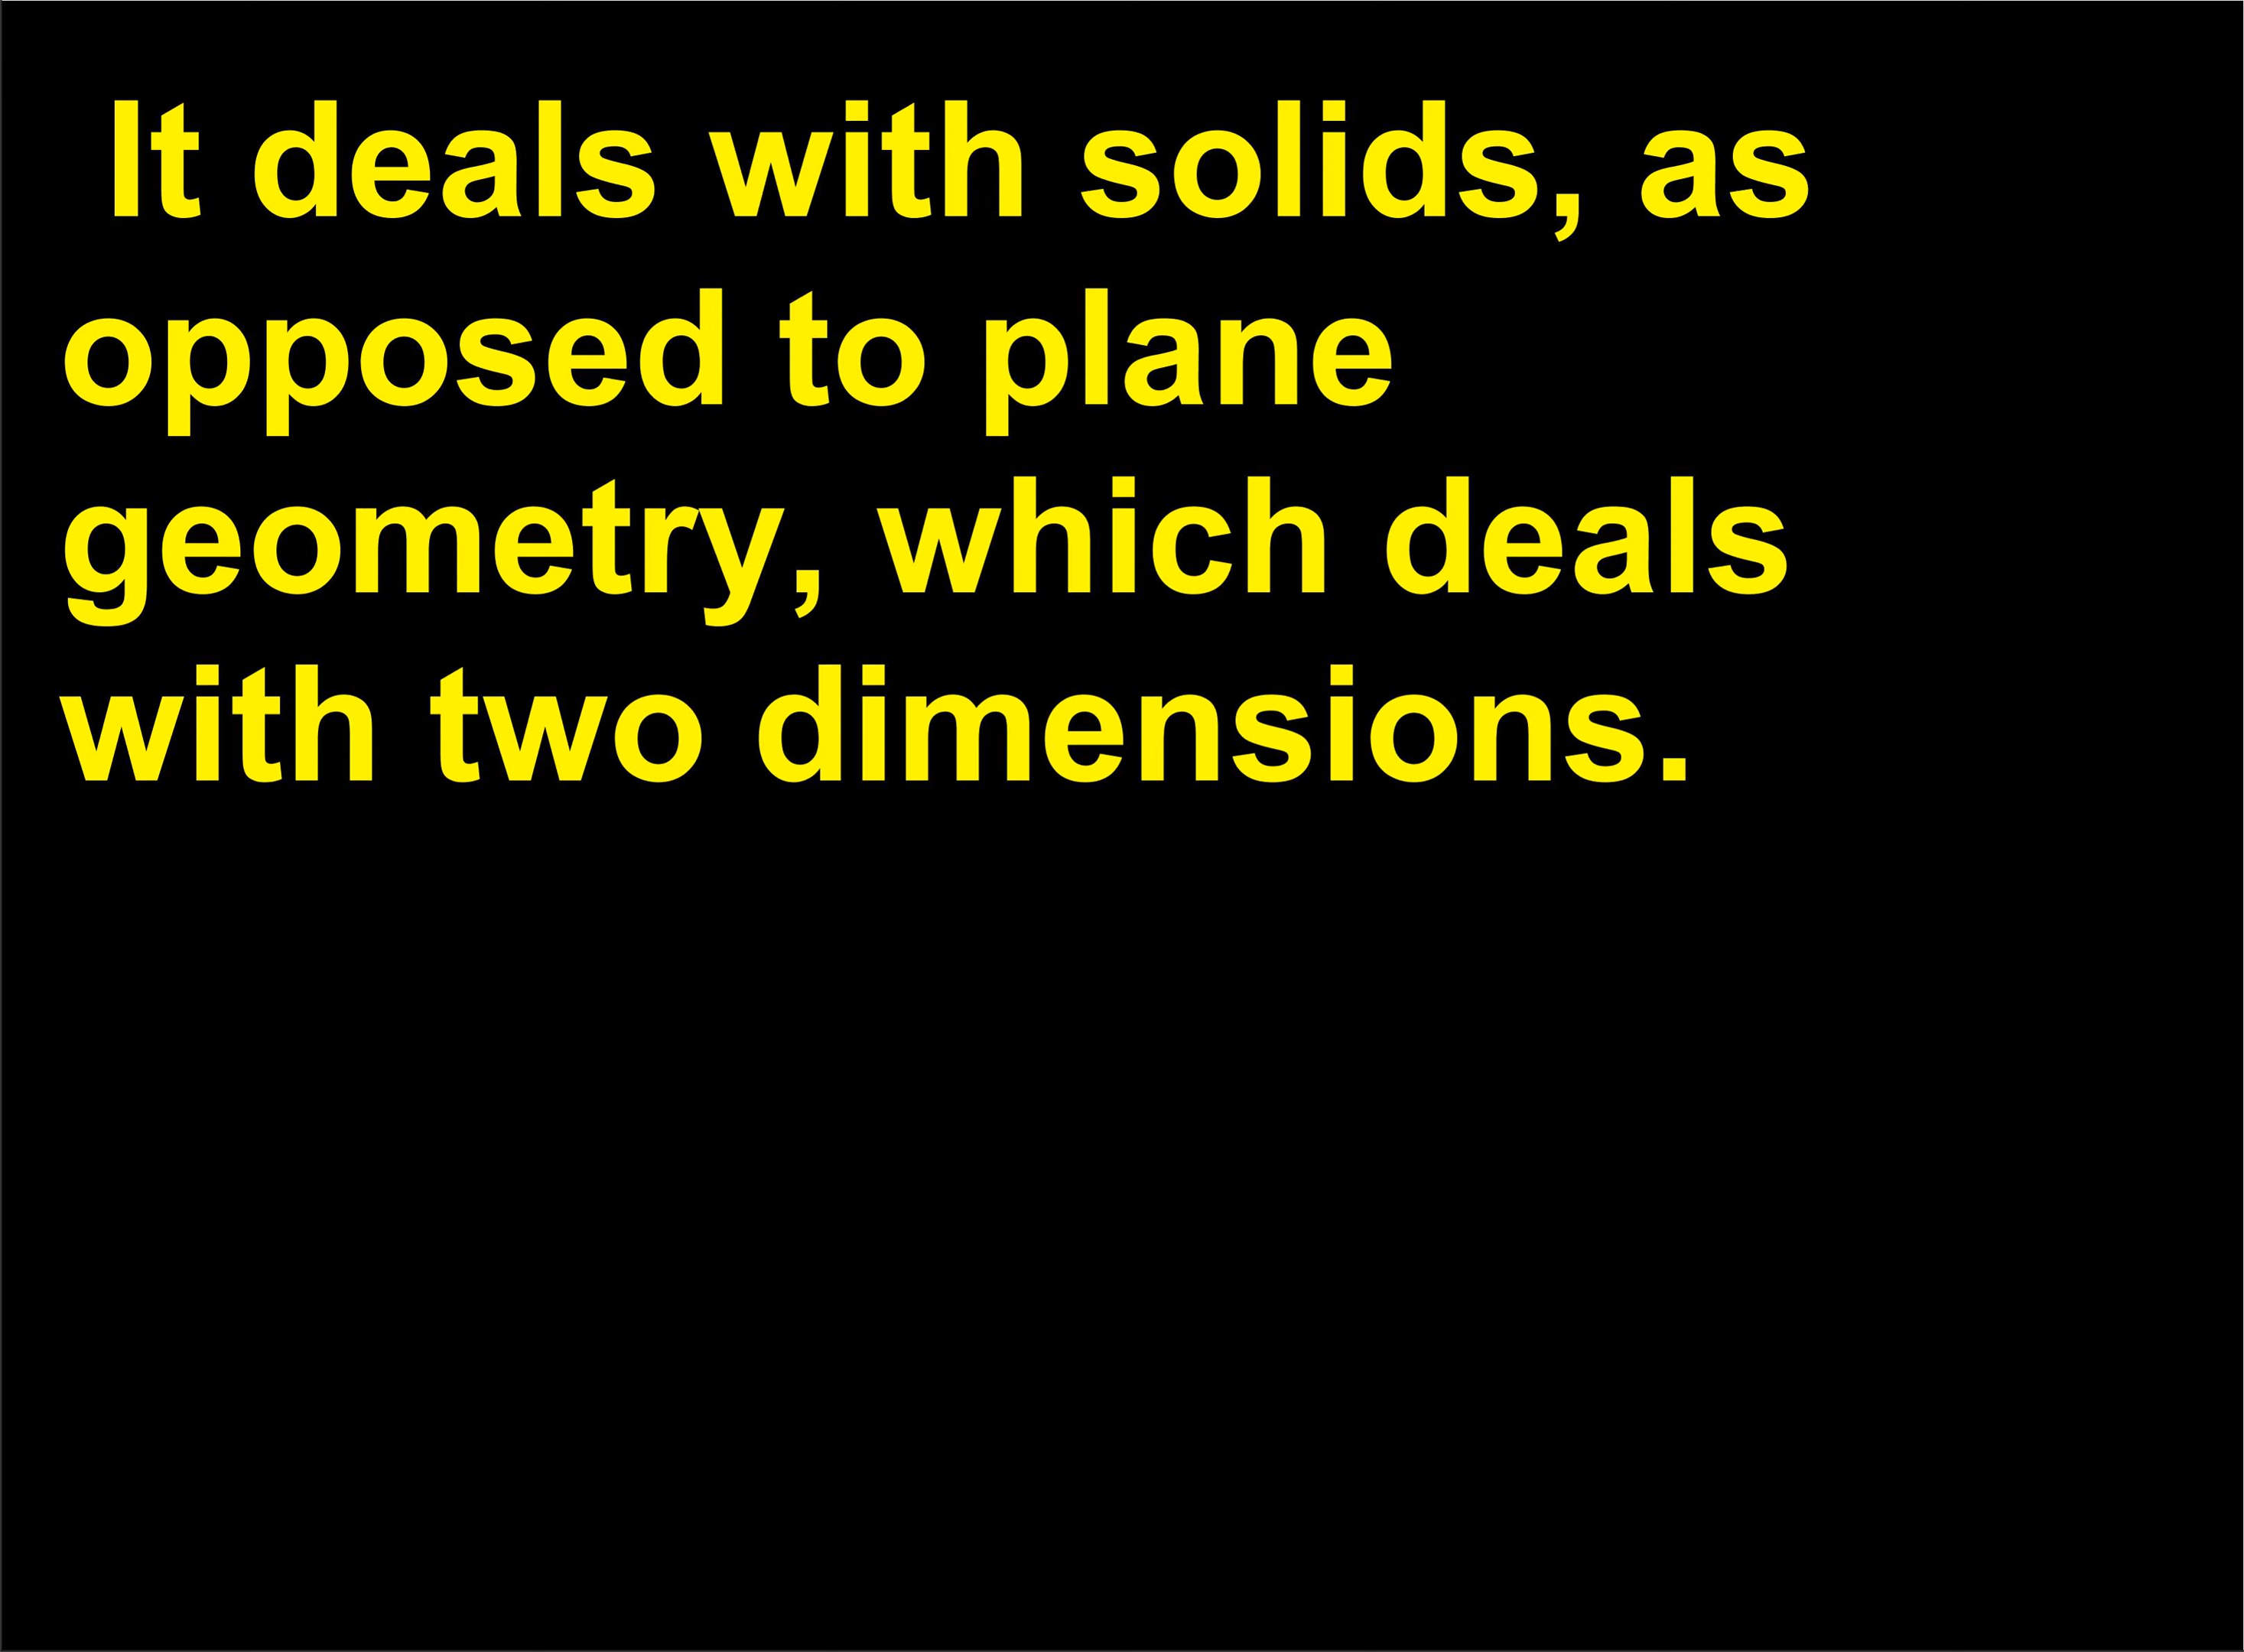 It deals with solids, as
opposed to plane
geometry, which deals
with two dimensions.